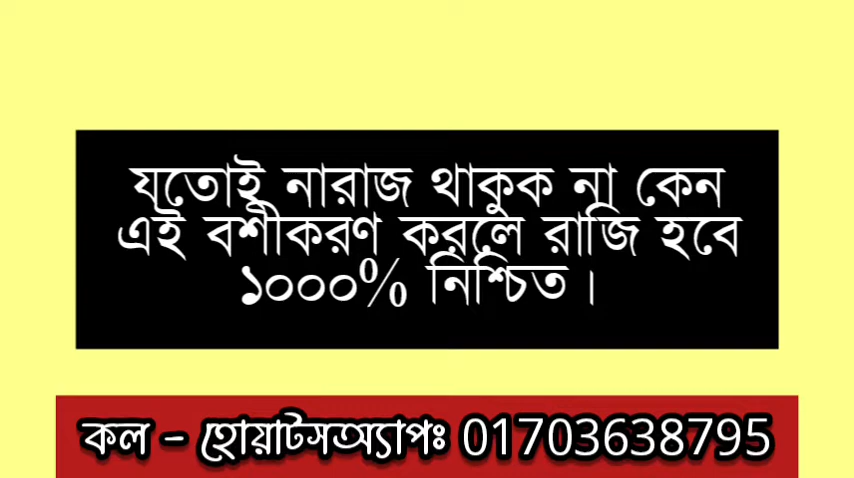 যতোই নারাজ থাকুক না কেন
এই বশীকরণ করলে রাজি হবে
১০০০% নিশ্চিত।
কল - হোয়াটসঅ্যাপঃ 01703638795